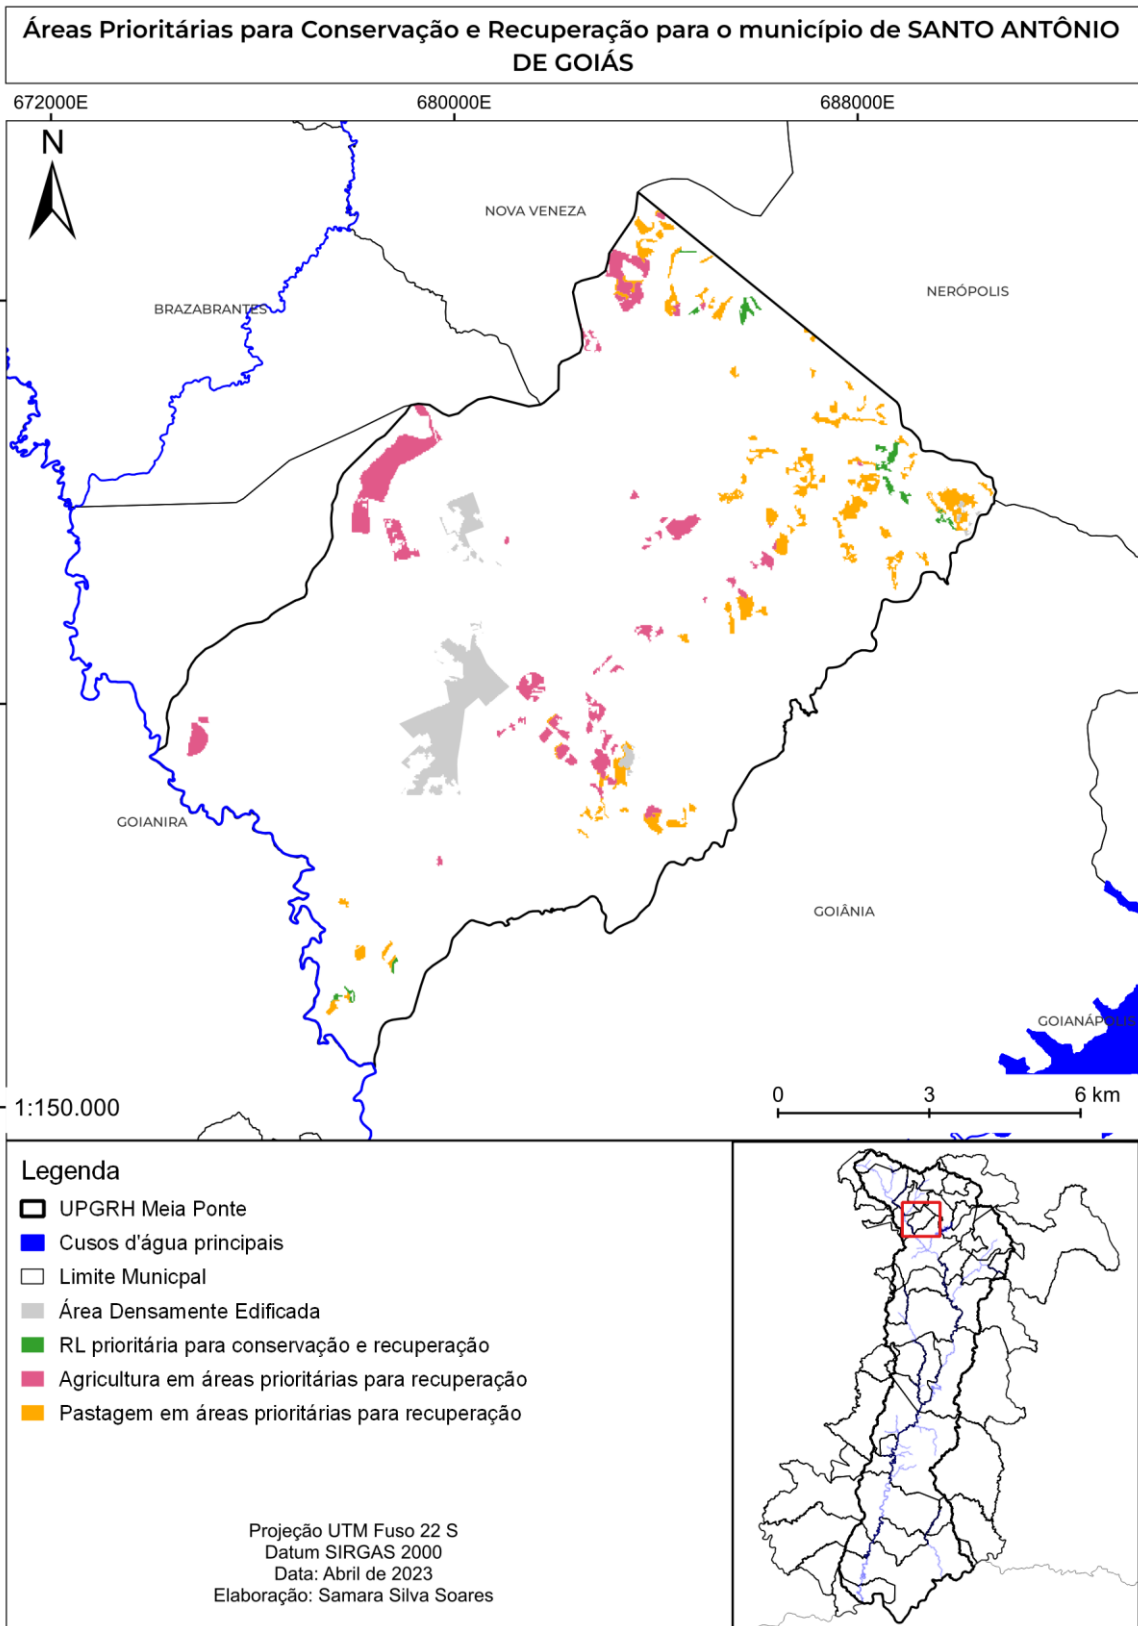 Áreas Prioritárias para Conservação e Recuperação para o município de SANTO ANTÔNIO
DE GOIÁS
672000E
680000E
688000E
N
NOVA VENEZA
BRAZABRANTES
NERÓPOLIS
GOIANIRA
GOIÂNIA
GOIANÁPOLIS
1:150.000
0 3 6 km
Legenda
UPGRH Meia Ponte
Cusos d'água principais
Limite Municpal
Área Densamente Edificada
RL prioritária para conservação e recuperação
Agricultura em áreas prioritárias para recuperação
Pastagem em áreas prioritárias para recuperação
Projeção UTM Fuso 22 S
Datum SIRGAS 2000
Data: Abril de 2023
Elaboração: Samara Silva Soares